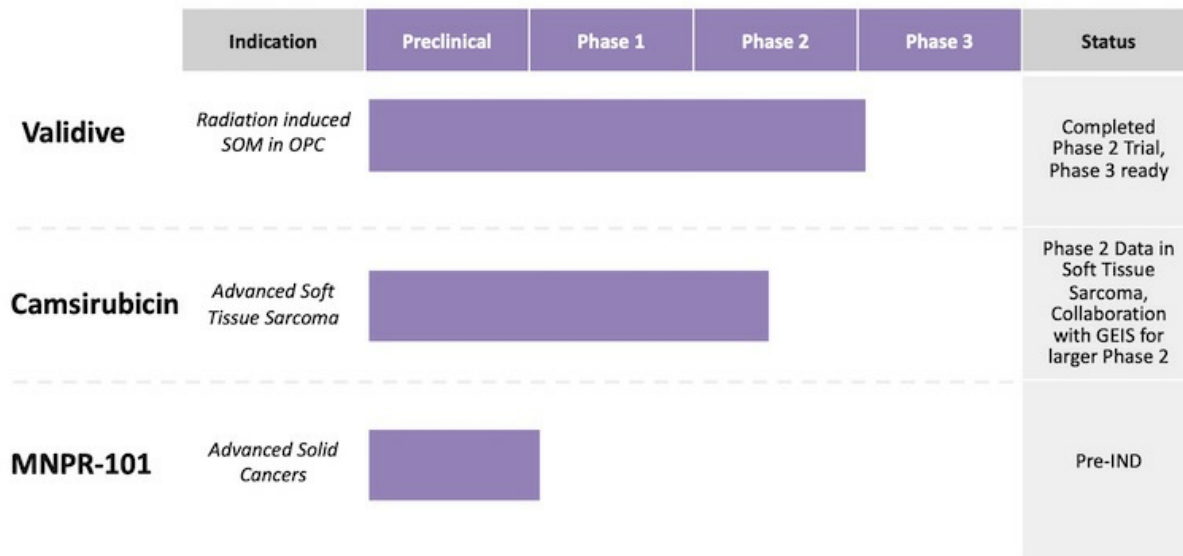 Indication
Preclinical
Phase 1
Phase 2
Phase 3
Status
Validive
Radiation induced
SOM in OPC
Completed
Phase 2 Trial,
Phase 3 ready
Camsirubicin
Advanced Soft
Tissue Sarcoma
Phase 2 Data in
Soft Tissue
Sarcoma,
Collaboration
with GEIS for
larger Phase 2
MNPR-101
Advanced Solid
Cancers
Pre-IND